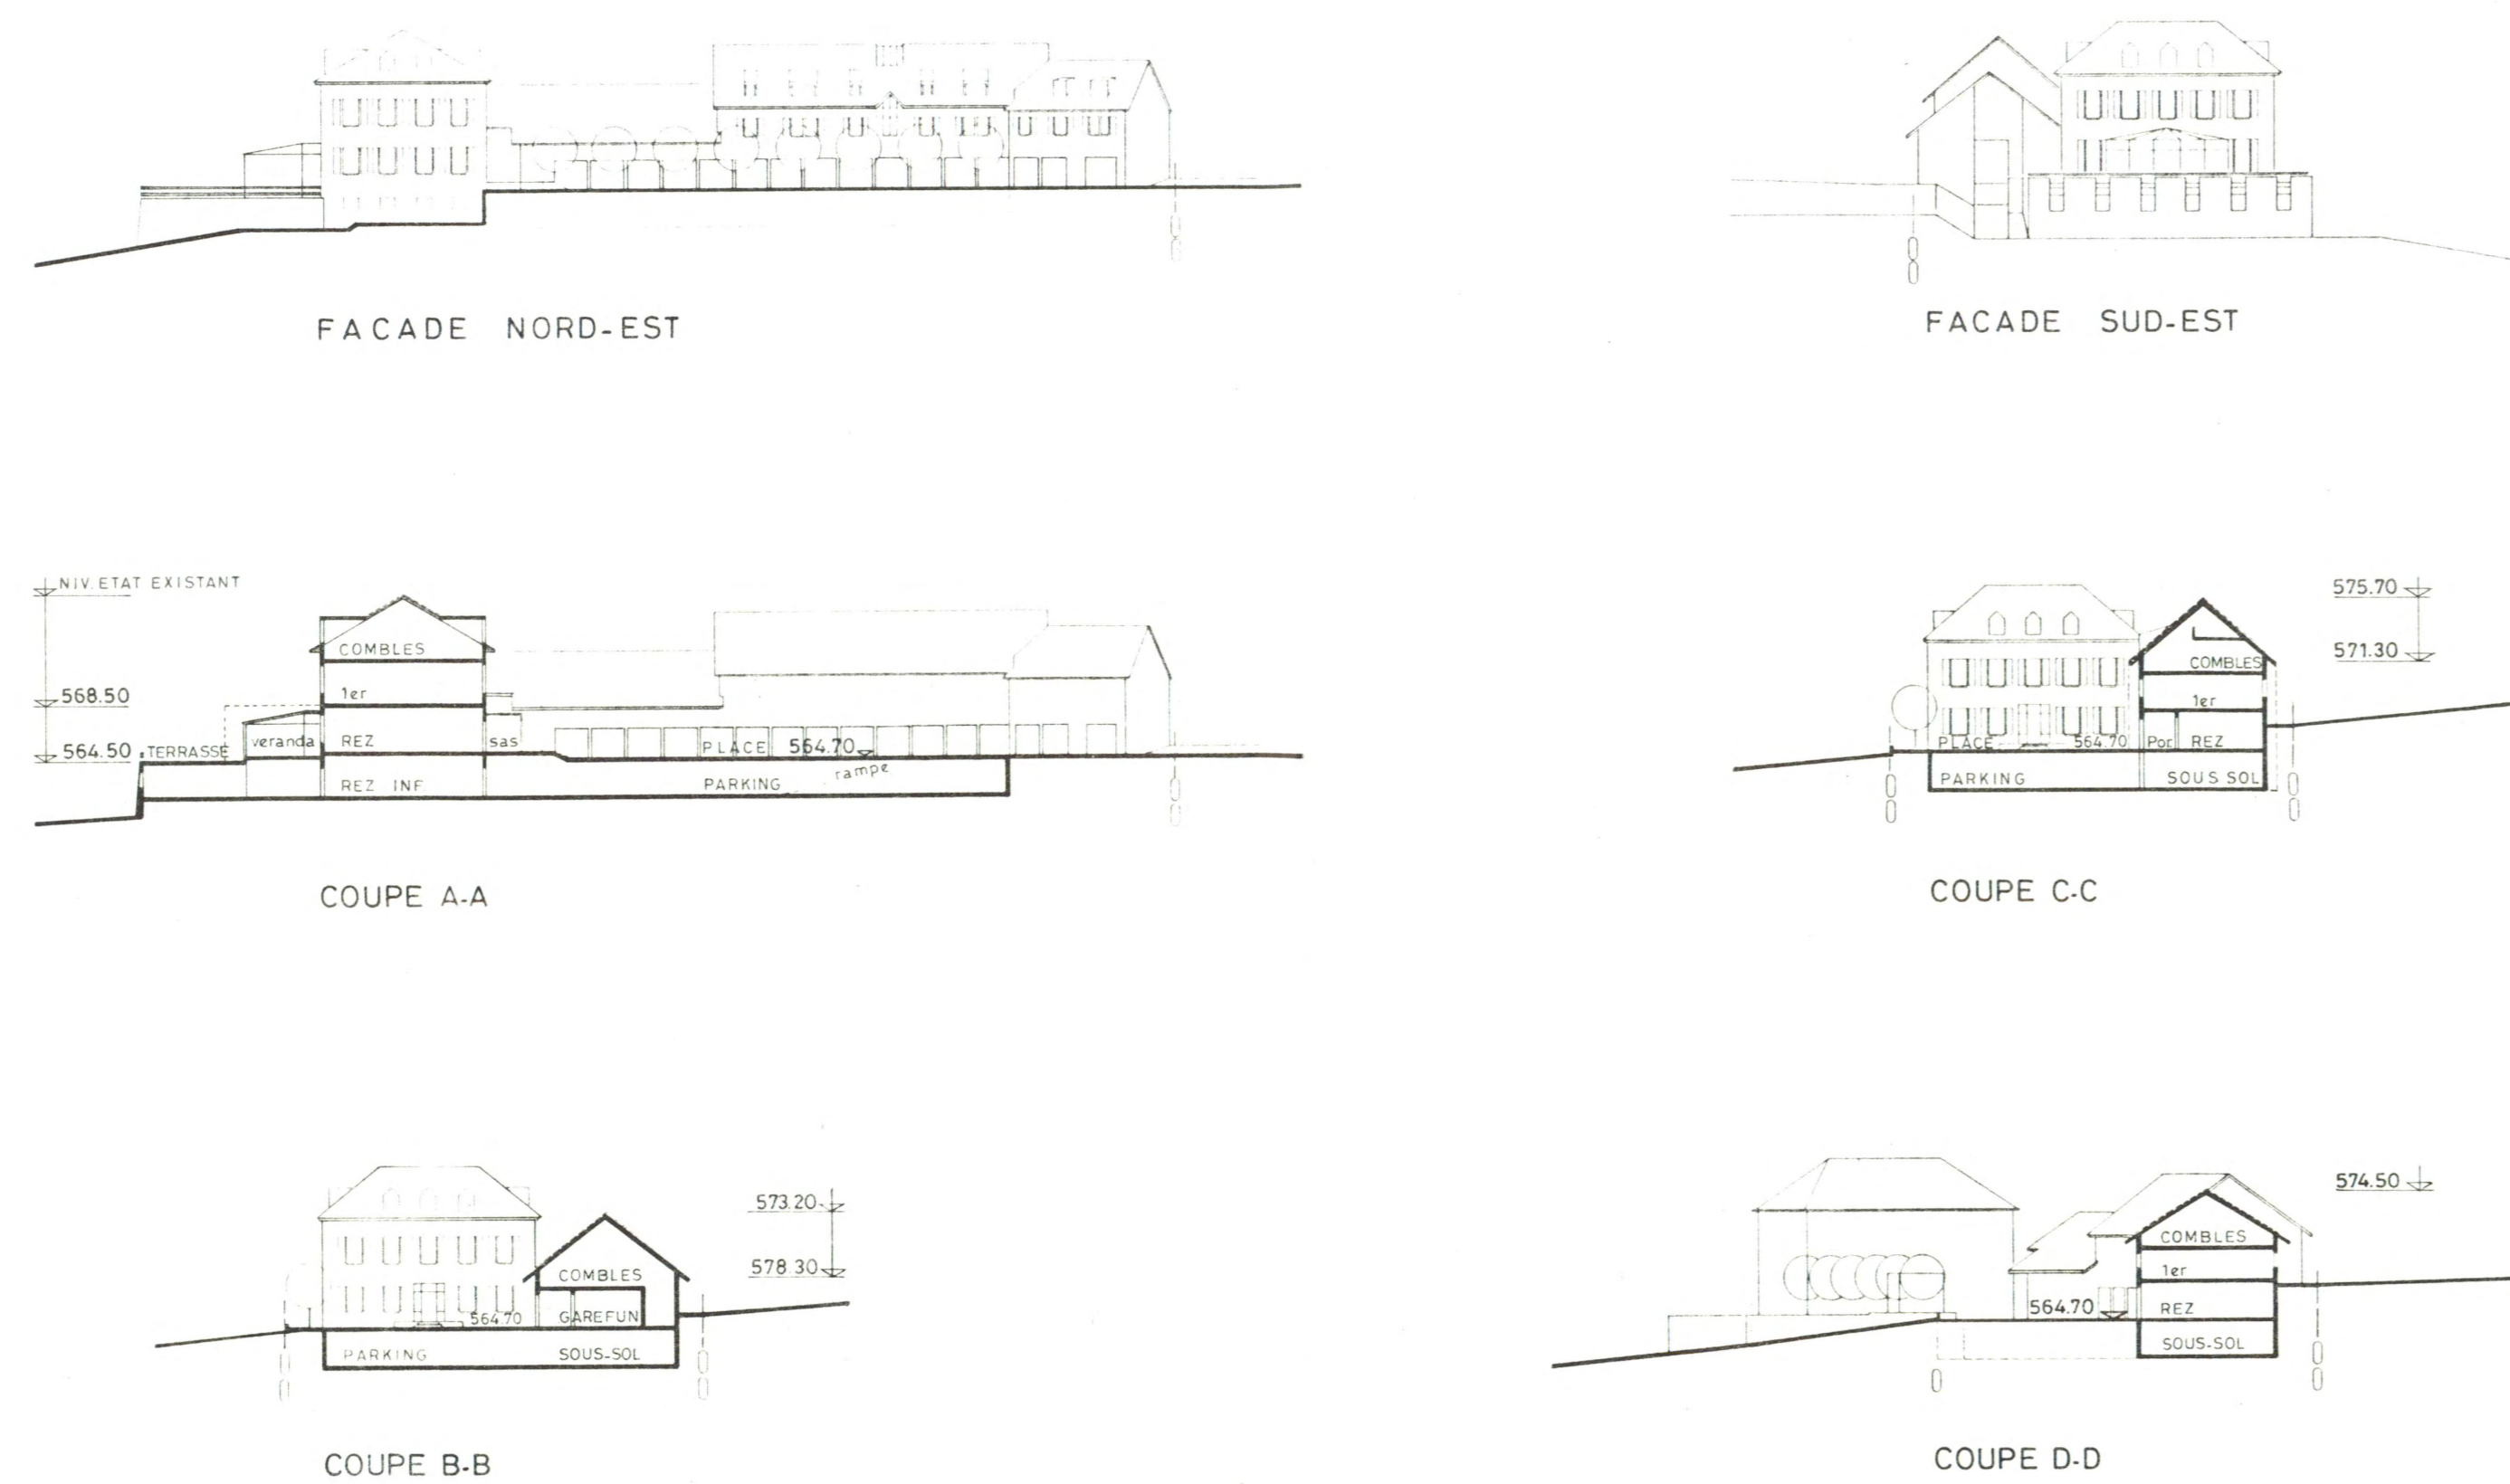 FACADE NORD-EST
FACADE SUD-EST
NIV. ETAT EXISTANT
COMBLES
1er
568.50
564.50
TERRASSE
veranda
REZ
sas
PLACE 564.70
rampe
REZ INF.
PARKING
COUPE A-A
575.70
571.30
COMBLES
1er
PLACE 564.70 Por. REZ
PARKING SOUS SOL
COUPE C-C
573.20
578.30
COMBLES
564.70 GAREFUN
PARKING SOUS-SOL
COUPE B-B
574.50
COMBLES
1er
564.70 REZ
SOUS-SOL
COUPE D-D